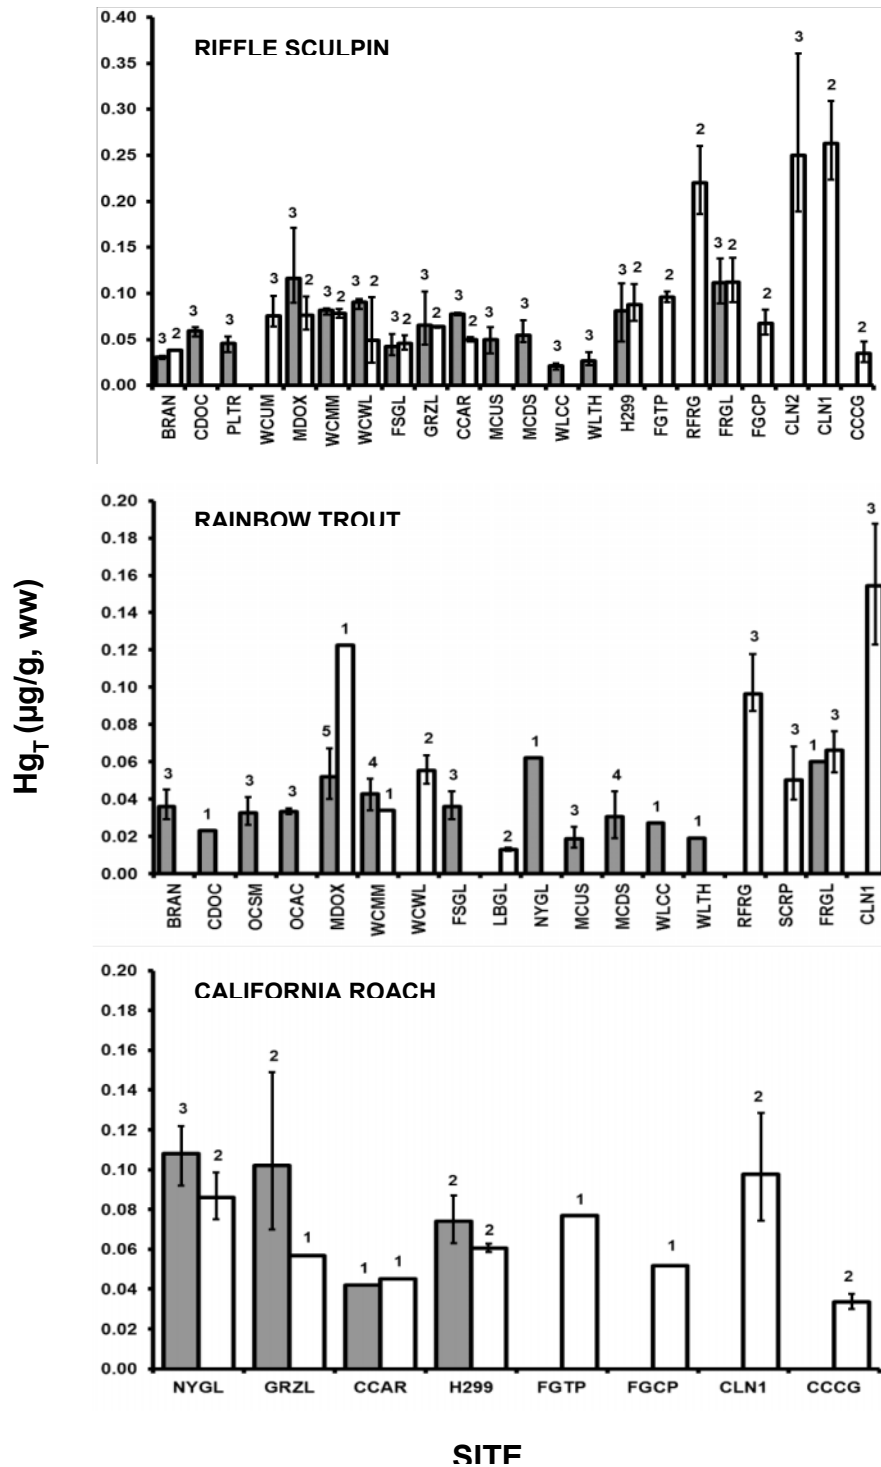 Hg_T (µg/g, ww)
RIFFLE SCULPIN
0.40
0.35
0.30
0.25
0.20
0.15
0.10
0.05
0.00
3 2 3 3 3 3 2 3 2 3 2 3 2 3 2 3 2 3 3 3 3 3 2 2 2 3 2 2 3 2 2
BRAN CDOC PLTR WCUM MDOX WCMM WCWL FSGL GRZL CCAR MCUS MCDS WLCC WLTH H299 FGTP RFRG FRGL FGCP CLN2 CLN1 CCCG
RAINBOW TROUT
0.20
0.18
0.16
0.14
0.12
0.10
0.08
0.06
0.04
0.02
0.00
3 1 3 3 5 1 4 1 2 3 2 1 3 4 1 1 3 3 1 3 3
BRAN CDOC OCSM OCAC MDOX WCMM WCWL FSGL LBGL NYGL MCUS MCDS WLCC WLTH RFRG SCRP FRGL CLN1
CALIFORNIA ROACH
0.20
0.18
0.16
0.14
0.12
0.10
0.08
0.06
0.04
0.02
0.00
3 2 2 1 1 1 2 2 1 1 2 2
NYGL GRZL CCAR H299 FGTP FGCP CLN1 CCCG
SITE